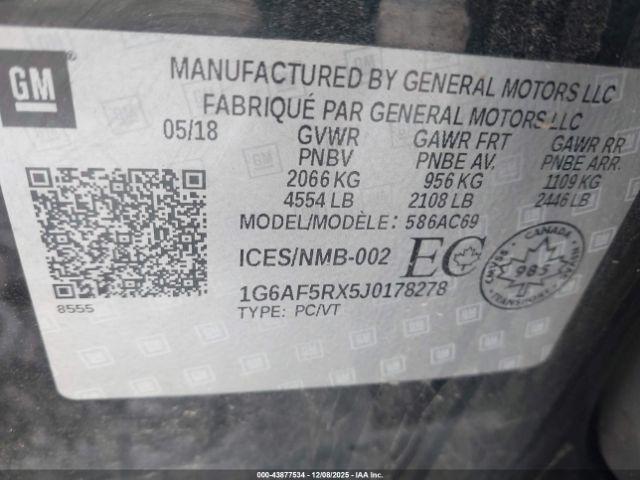 GM
MANUFACTURED BY GENERAL MOTORS LLC
FABRIQUÉ PAR GENERAL MOTORS LLC
05/18 GVWR GAWR FRT GAWR RR
PNBV PNBE AV. PNBE ARR.
2066 KG 956 KG 1109 KG
4554 LB 2108 LB 2446 LB
MODEL/MODÈLE: 586AC69
ICES/NMB-002 EC
CANADA
985
1G6AF5RX5J0178278
TYPE: PC/VT
8555
000-43877534 - 12/08/2025 - IAA, Inc.